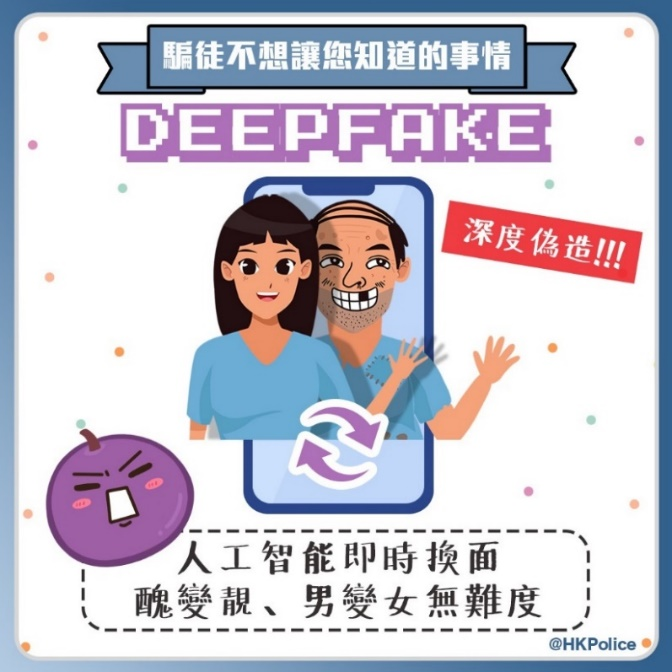 騙徒不想讓您知道的事情
DEEPFAKE
深度偽造!!!
人工智能即時換面
醜變靚、男變女無難度
@HKPolice